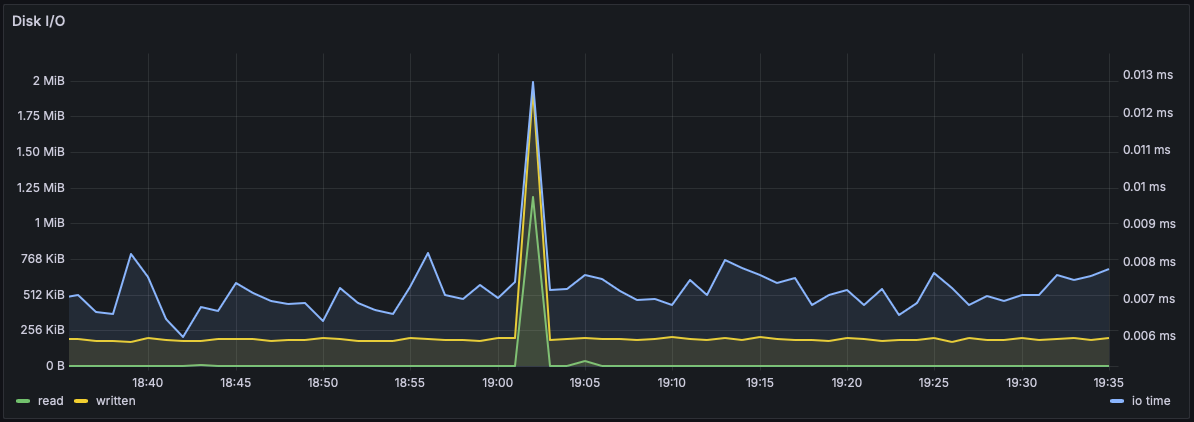 Disk I/O
2 MiB
1.75 MiB
1.50 MiB
1.25 MiB
1 MiB
768 KiB
512 KiB
256 KiB
0 B
0.013 ms
0.012 ms
0.011 ms
0.01 ms
0.009 ms
0.008 ms
0.007 ms
0.006 ms
18:40 18:45 18:50 18:55 19:00 19:05 19:10 19:15 19:20 19:25 19:30 19:35
read written io time